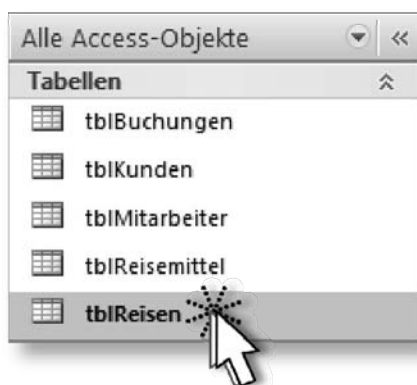 Alle Access-Objekte
Tabellen
tblBuchungen
tblKunden
tblMitarbeiter
tblReisemittel
tblReisen